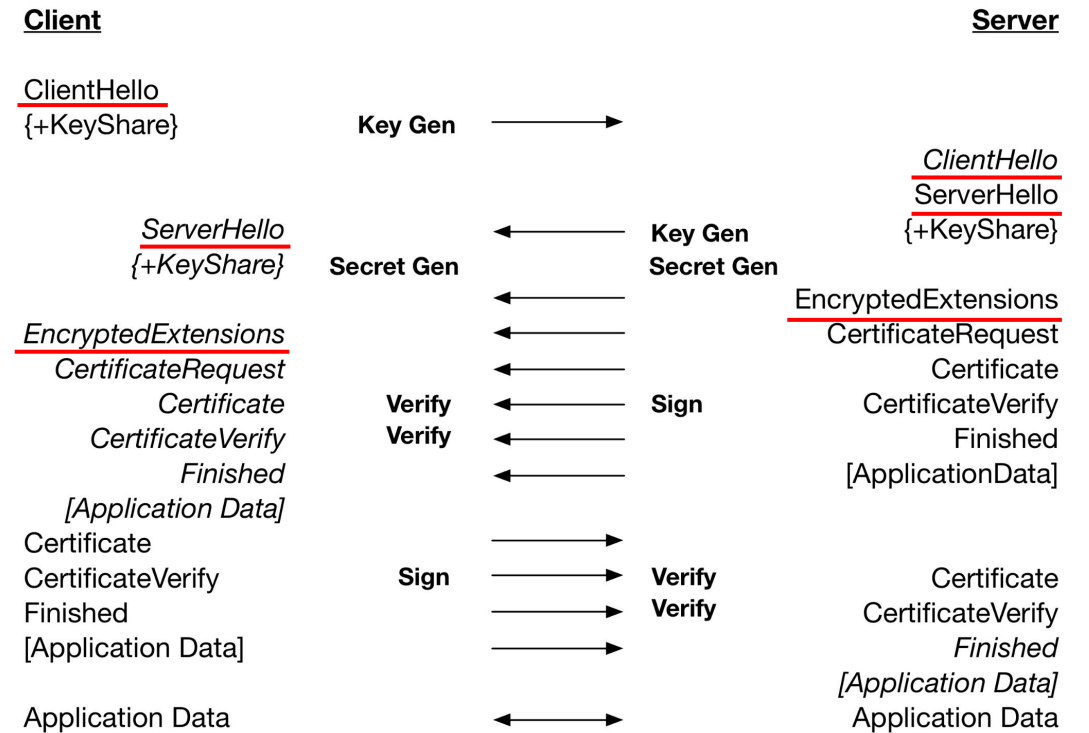 Client Server
ClientHello
{+KeyShare} Key Gen
ClientHello
ServerHello
ServerHello Key Gen {+KeyShare}
{+KeyShare} Secret Gen Secret Gen
EncryptedExtensions
EncryptedExtensions CertificateRequest
CertificateRequest Certificate
Certificate Verify Sign CertificateVerify
CertificateVerify Verify Finished
Finished [ApplicationData]
[Application Data]
Certificate
CertificateVerify Sign Verify Certificate
Finished Verify CertificateVerify
[Application Data] Finished
[Application Data]
Application Data Application Data